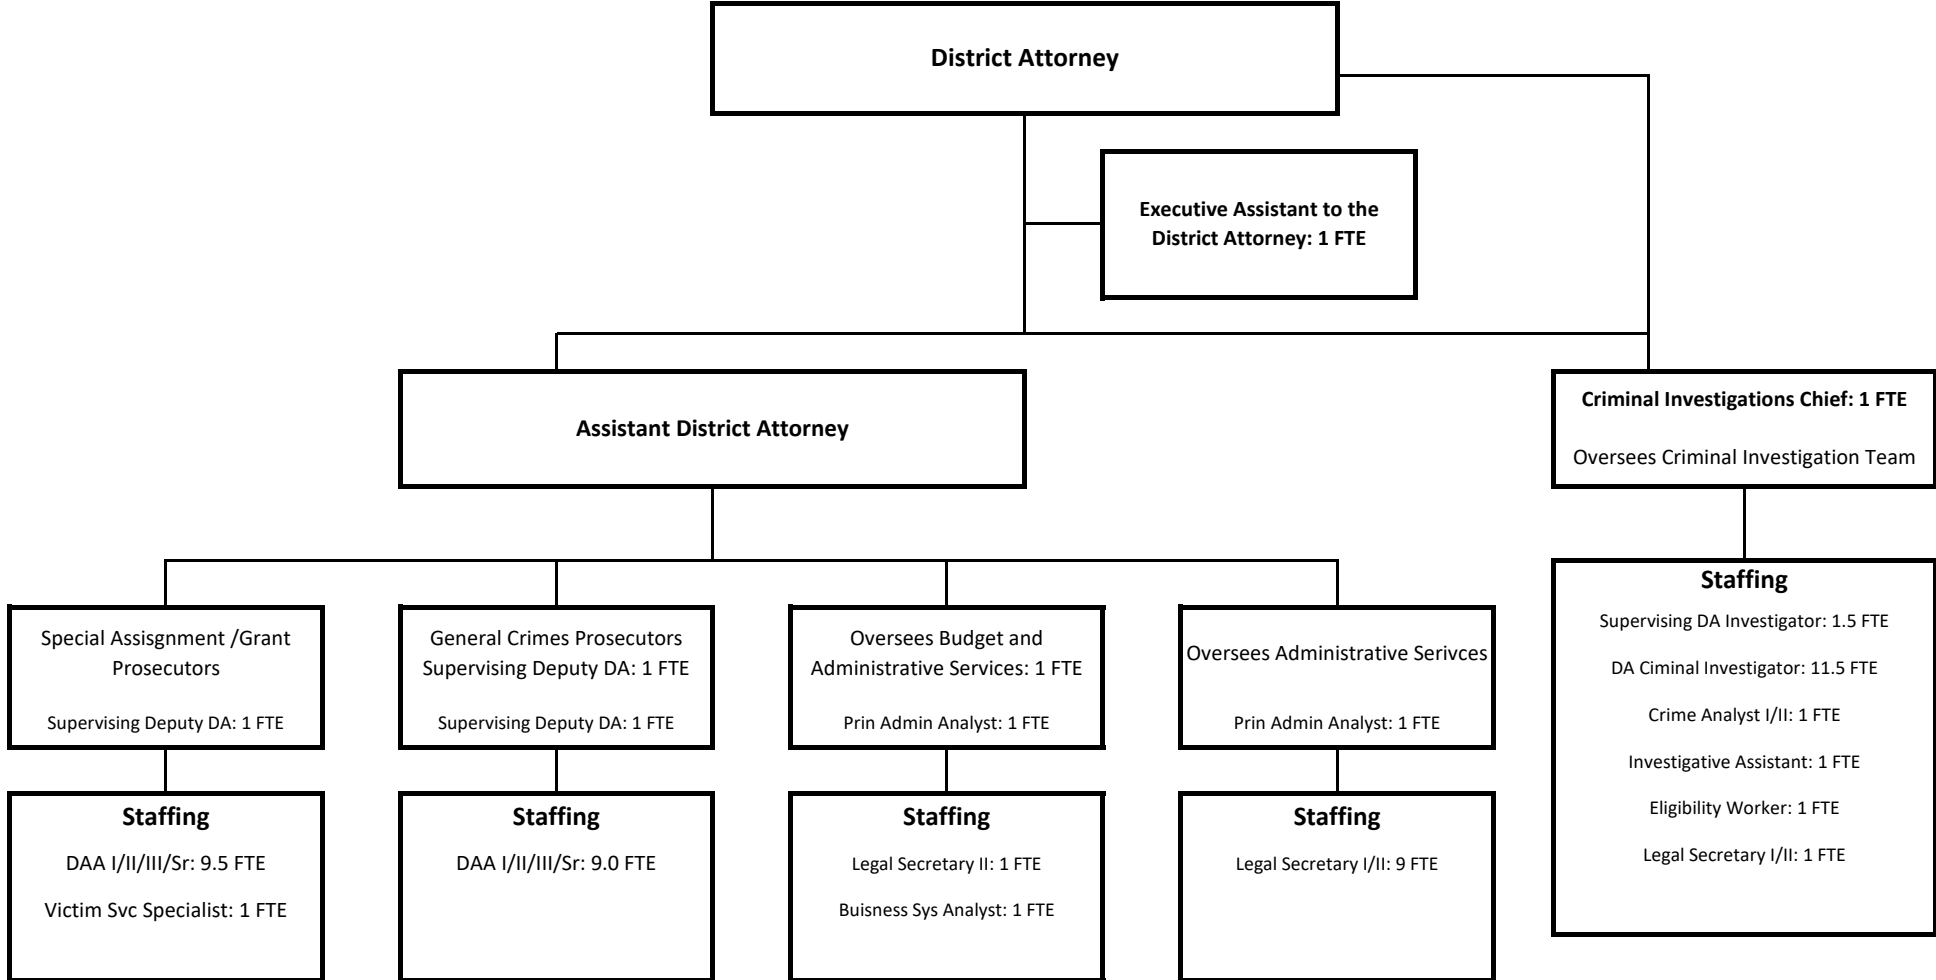 District Attorney
Executive Assistant to the
District Attorney: 1 FTE
Assistant District Attorney
Criminal Investigations Chief: 1 FTE
Oversees Criminal Investigation Team
Special Assisgnment /Grant
Prosecutors
Supervising Deputy DA: 1 FTE
General Crimes Prosecutors
Supervising Deputy DA: 1 FTE
Supervising Deputy DA: 1 FTE
Oversees Budget and
Administrative Services: 1 FTE
Prin Admin Analyst: 1 FTE
Oversees Administrative Serivces
Prin Admin Analyst: 1 FTE
Staffing
Supervising DA Investigator: 1.5 FTE
DA Ciminal Investigator: 11.5 FTE
Crime Analyst I/II: 1 FTE
Investigative Assistant: 1 FTE
Eligibility Worker: 1 FTE
Legal Secretary I/II: 1 FTE
Staffing
DAA I/II/III/Sr: 9.5 FTE
Victim Svc Specialist: 1 FTE
Staffing
DAA I/II/III/Sr: 9.0 FTE
Staffing
Legal Secretary II: 1 FTE
Buisness Sys Analyst: 1 FTE
Staffing
Legal Secretary I/II: 9 FTE